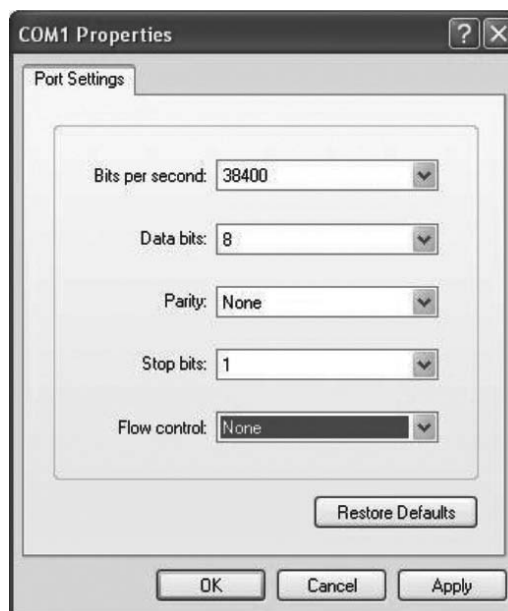 COM1 Properties
Port Settings
Bits per second: 38400
Data bits: 8
Parity: None
Stop bits: 1
Flow control: None
Restore Defaults
OK Cancel Apply